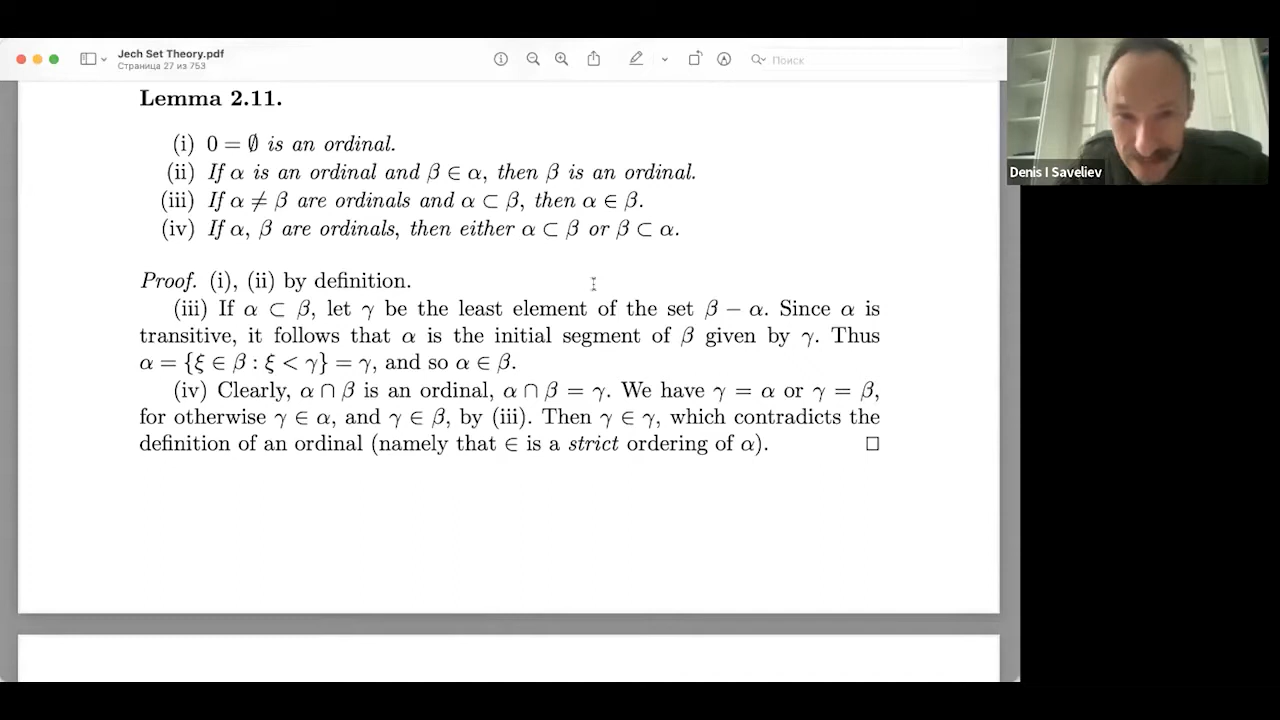 Jech Set Theory.pdf
Страница 27 из 753
Поиск
Denis I Saveliev
Lemma 2.11.
(i) 0 = ∅ is an ordinal.
(ii) If α is an ordinal and β ∈ α, then β is an ordinal.
(iii) If α ≠ β are ordinals and α ⊂ β, then α ∈ β.
(iv) If α, β are ordinals, then either α ⊂ β or β ⊂ α.
Proof. (i), (ii) by definition.
(iii) If α ⊂ β, let γ be the least element of the set β − α. Since α is
transitive, it follows that α is the initial segment of β given by γ. Thus
α = {ξ ∈ β : ξ < γ} = γ, and so α ∈ β.
(iv) Clearly, α ∩ β is an ordinal, α ∩ β = γ. We have γ = α or γ = β,
for otherwise γ ∈ α, and γ ∈ β, by (iii). Then γ ∈ γ, which contradicts the
definition of an ordinal (namely that ∈ is a strict ordering of α). □